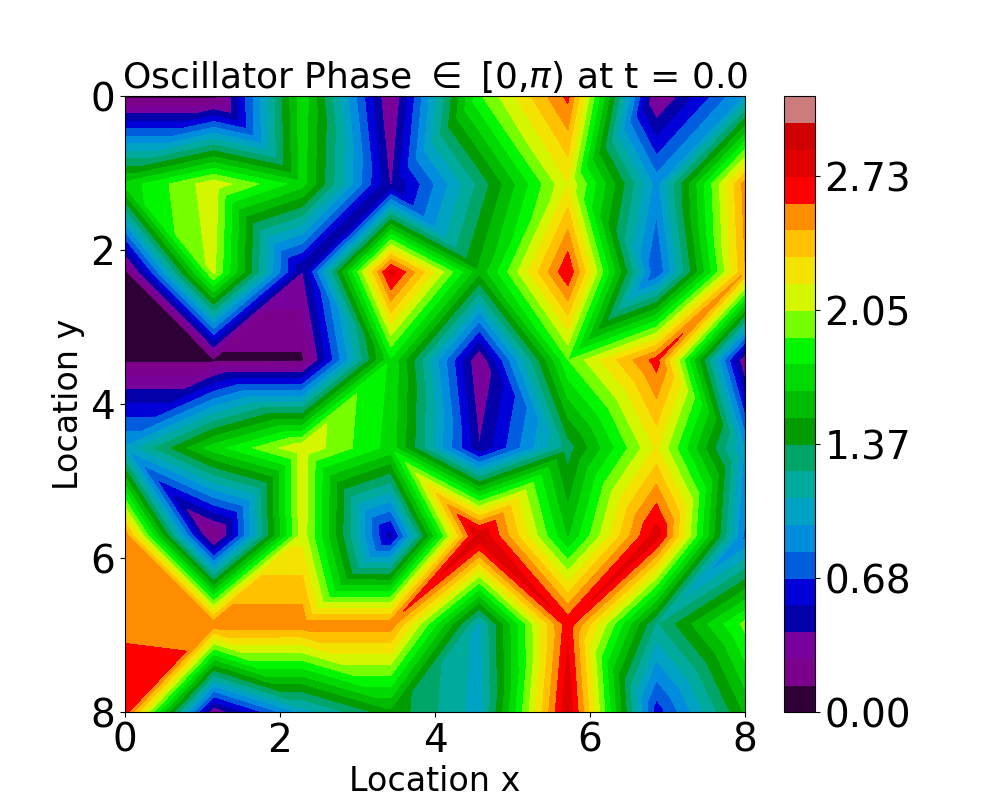 Oscillator Phase ∈ [0,π) at t = 0.0
0
2
4
6
8
Location y
0 2 4 6 8
Location x
2.73
2.05
1.37
0.68
0.00